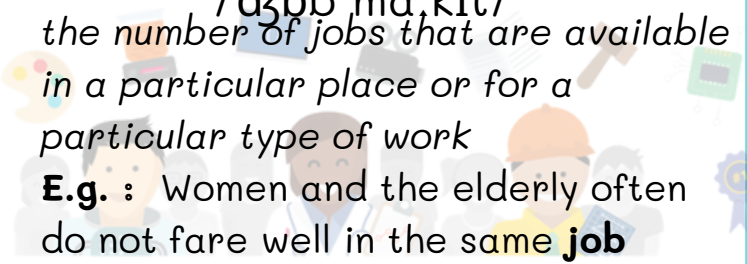 the number of jobs that are available
in a particular place or for a
particular type of work
E.g. : Women and the elderly often
do not fare well in the same job